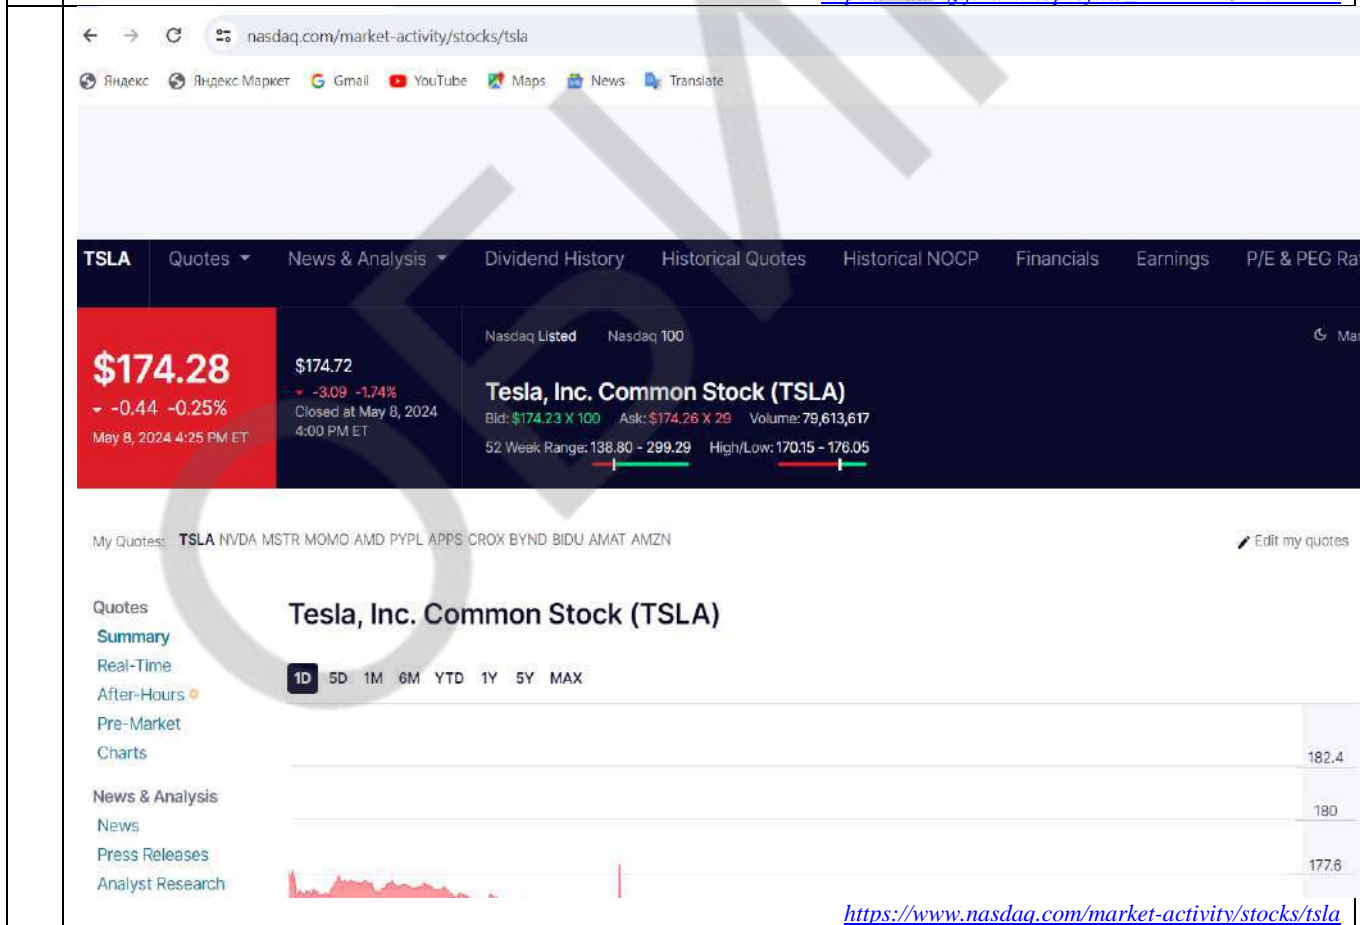 nasdaq.com/market-activity/stocks/tsla
Яндекс Яндекс Маркет Gmail YouTube Maps News Translate
TSLA Quotes News & Analysis Dividend History Historical Quotes Historical NOCP Financials Earnings P/E & PEG Ra
Nasdaq Listed Nasdaq 100 Mar
$174.28
-0.44 -0.25%
May 8, 2024 4:25 PM ET
$174.72
-3.09 -1.74%
Closed at May 8, 2024
4:00 PM ET
Tesla, Inc. Common Stock (TSLA)
Bid: $174.23 X 100 Ask: $174.26 X 29 Volume: 79,613,617
52 Week Range: 138.80 - 299.29 High/Low: 170.15 - 176.05
My Quotes: TSLA NVDA MSTR MOMO AMD PYPL APPS CROX BYND BIDU AMAT AMZN
Edit my quotes
Quotes
Summary
Real-Time
After-Hours
Pre-Market
Charts
News & Analysis
News
Press Releases
Analyst Research
Tesla, Inc. Common Stock (TSLA)
1D 5D 1M 6M YTD 1Y 5Y MAX
182.4
180
177.6
https://www.nasdaq.com/market-activity/stocks/tsla